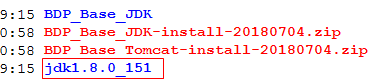 9:15 BDP_Base_JDK
0:58 BDP_Base_JDK-install-20180704.zip
0:58 BDP_Base_Tomcat-install-20180704.zip
9:15 jdk1.8.0_151